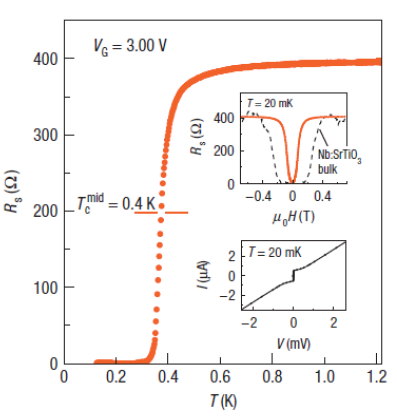 V_G = 3.00 V
R_s (Ω)
400
300
200
100
0
T_c^mid = 0.4 K
0 0.2 0.4 0.6 0.8 1.0 1.2
T (K)
T = 20 mK
R_s (Ω)
400
200
0
Nb:SrTiO₃
bulk
−0.4 0 0.4
μ₀H (T)
T = 20 mK
I (μA)
2
0
−2
−2 0 2
V (mV)